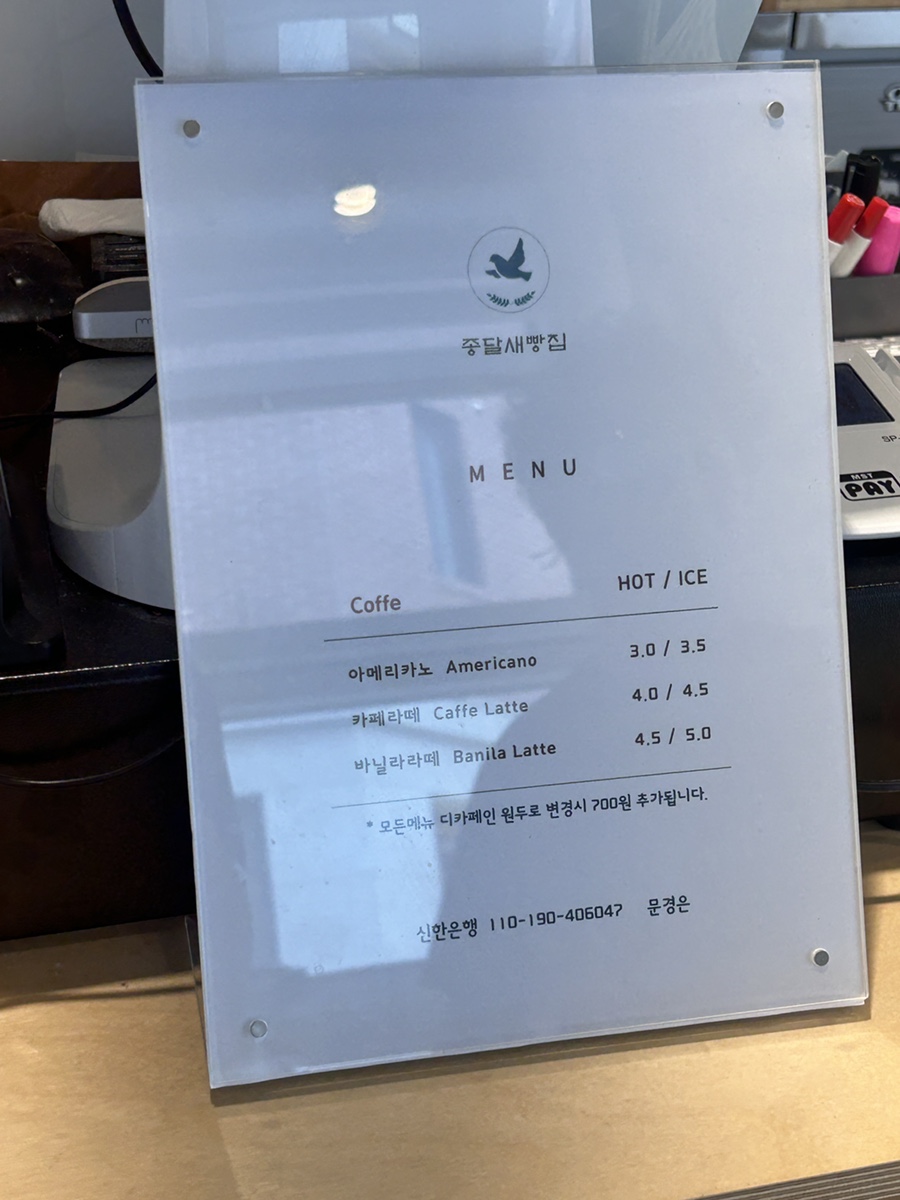 종달새빵집
MENU
Coffe HOT / ICE
아메리카노 Americano 3.0 / 3.5
카페라떼 Caffe Latte 4.0 / 4.5
바닐라라떼 Banila Latte 4.5 / 5.0
* 모든메뉴 디카페인 원두로 변경시 700원 추가됩니다.
신한은행 110-190-406047 문경은
SP-
MST
PAY